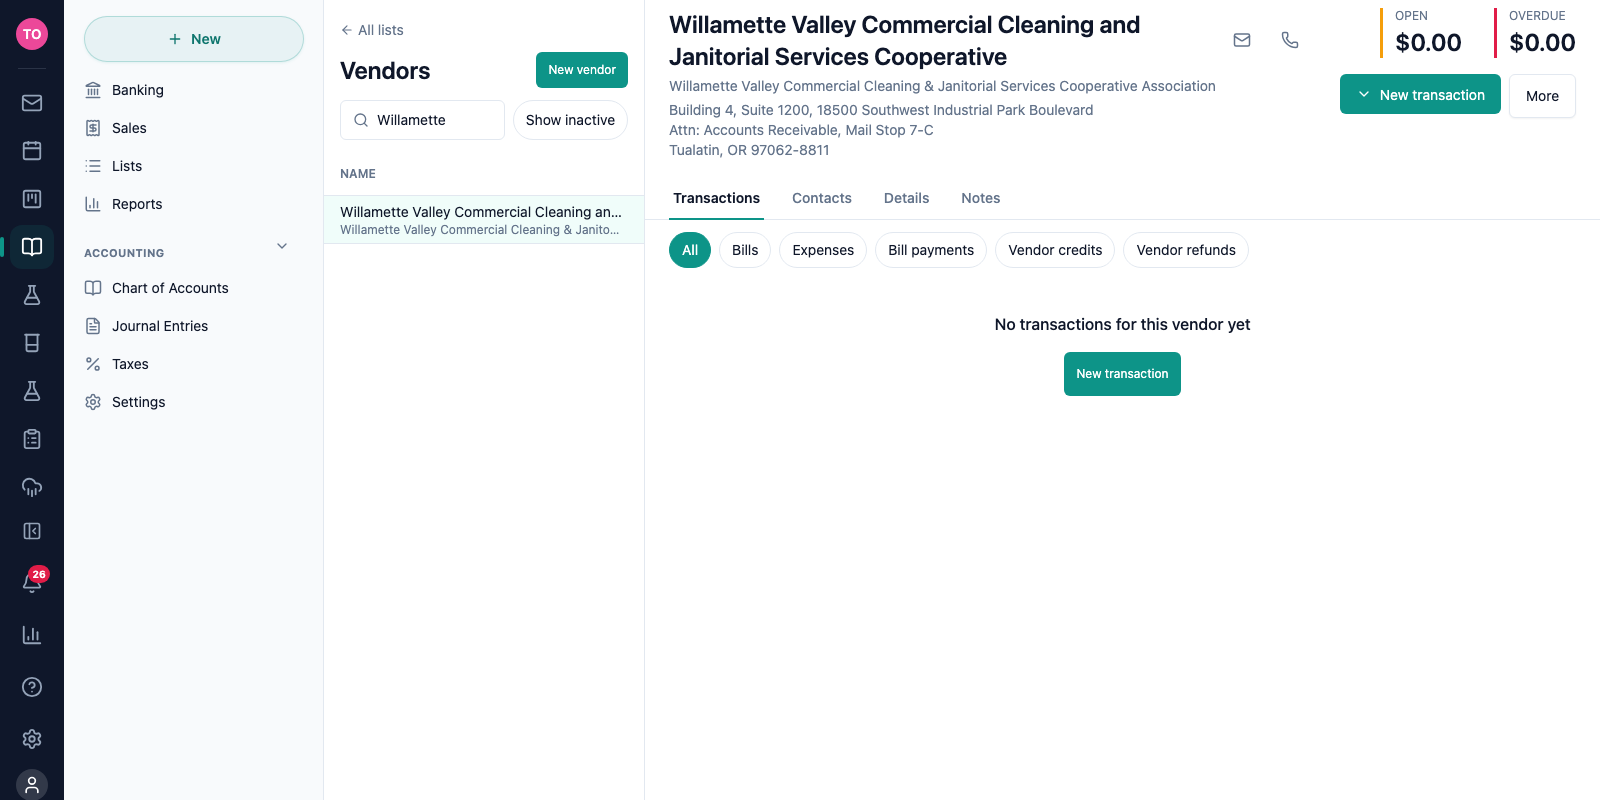 TO
26
New
Banking
Sales
Lists
Reports
ACCOUNTING
Chart of Accounts
Journal Entries
Taxes
Settings
All lists
Vendors
New vendor
Willamette
Show inactive
NAME
Willamette Valley Commercial Cleaning an...
Willamette Valley Commercial Cleaning & Janito...
Willamette Valley Commercial Cleaning and
Janitorial Services Cooperative
Willamette Valley Commercial Cleaning & Janitorial Services Cooperative Association
Building 4, Suite 1200, 18500 Southwest Industrial Park Boulevard
Attn: Accounts Receivable, Mail Stop 7-C
Tualatin, OR 97062-8811
OPEN
$0.00
OVERDUE
$0.00
New transaction
More
Transactions
Contacts
Details
Notes
All
Bills
Expenses
Bill payments
Vendor credits
Vendor refunds
No transactions for this vendor yet
New transaction